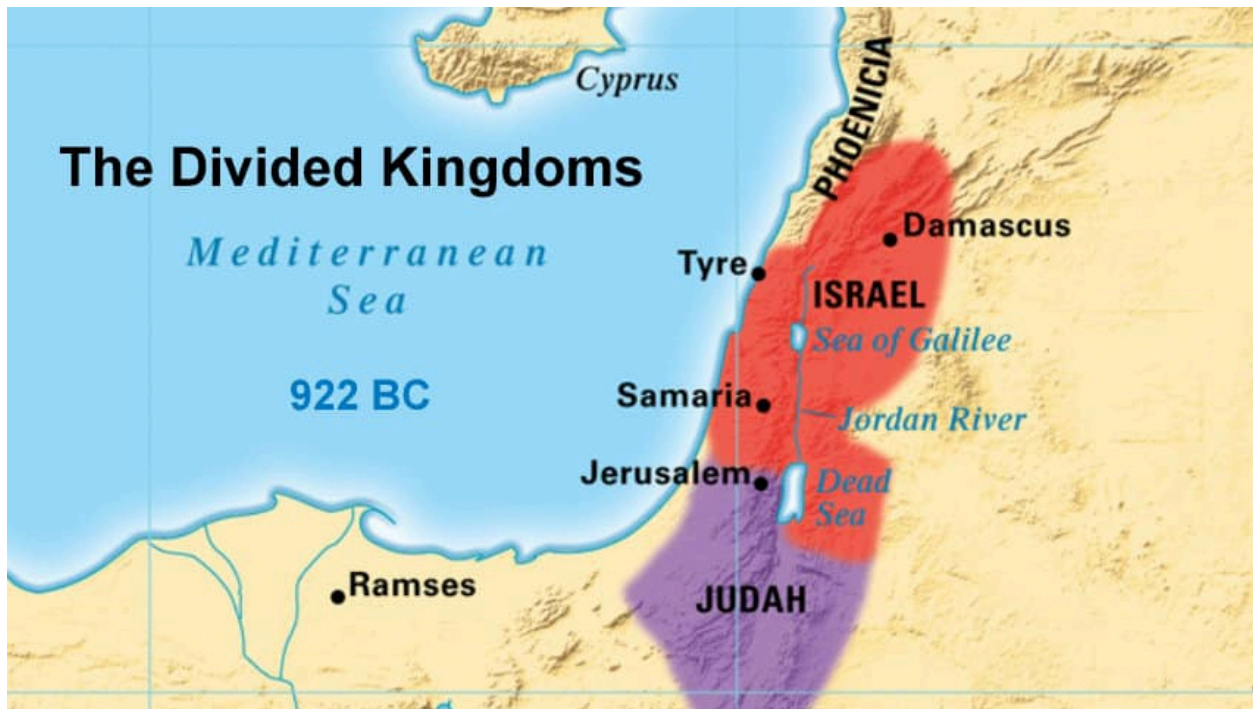 Cyprus
PHOENICIA
The Divided Kingdoms
Mediterranean
Sea
Damascus
Tyre
ISRAEL
Sea of Galilee
922 BC
Samaria
Jordan River
Jerusalem
Dead
Sea
Ramses
JUDAH